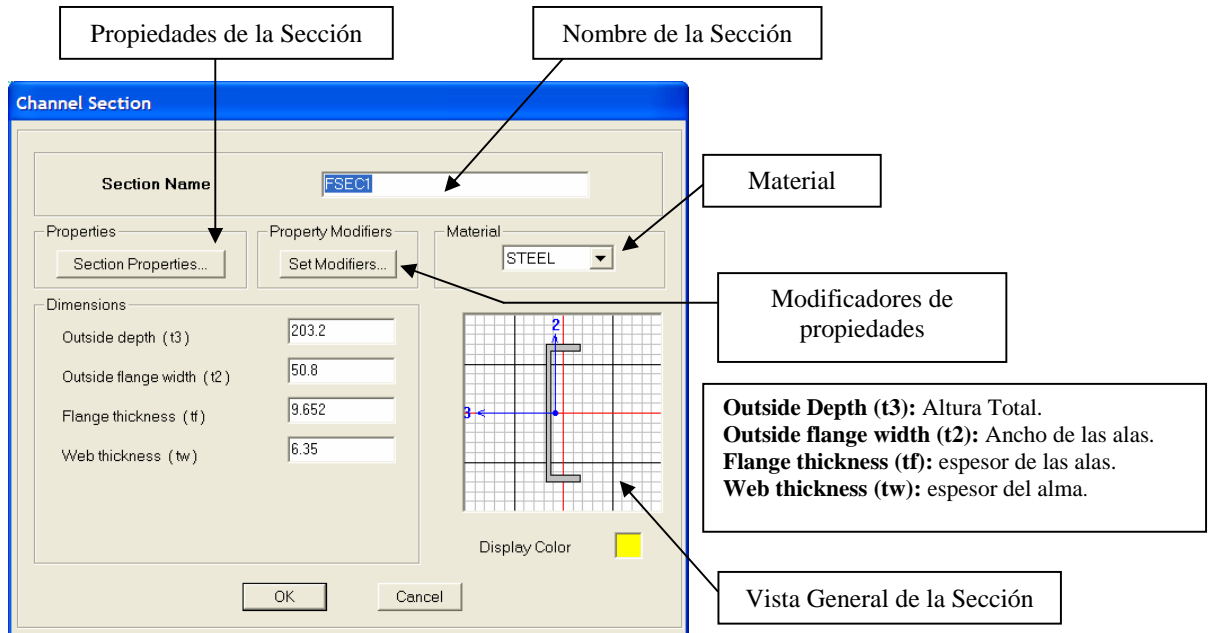 Propiedades de la Sección
Nombre de la Sección
Channel Section
Section Name
FSEC1
Material
Properties
Property Modifiers
Material
Section Properties...
Set Modifiers...
STEEL
Modificadores de
propiedades
Dimensions
Outside depth (t3)
203.2
Outside flange width (t2)
50.8
Flange thickness (tf)
9.652
Web thickness (tw)
6.35
2
3
Outside Depth (t3): Altura Total.
Outside flange width (t2): Ancho de las alas.
Flange thickness (tf): espesor de las alas.
Web thickness (tw): espesor del alma.
Display Color
OK
Cancel
Vista General de la Sección